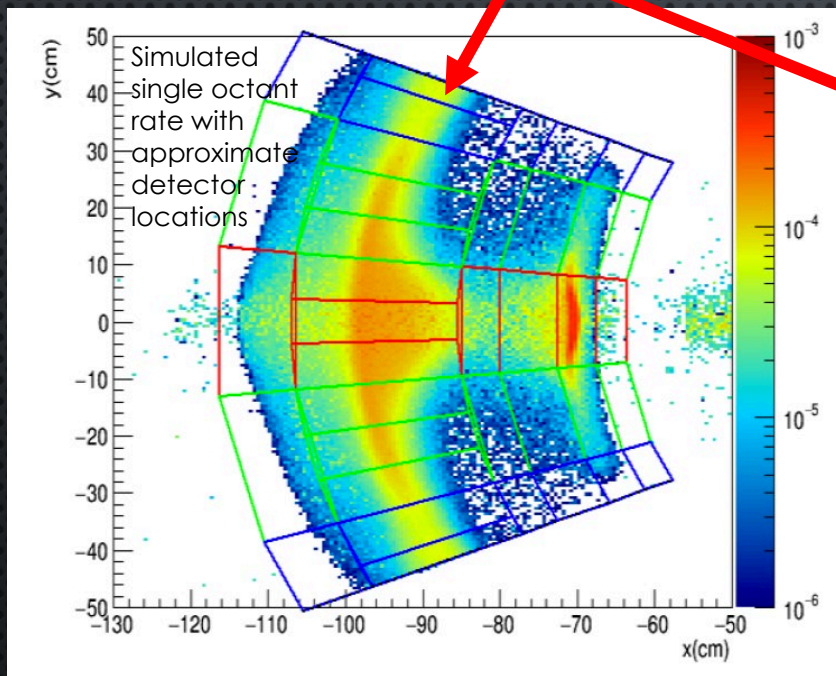 y(cm)
50
40
30
20
10
0
−10
−20
−30
−40
−50
Simulated
single octant
rate with
approximate
detector
locations
10⁻³
10⁻⁴
10⁻⁵
10⁻⁶
−130 −120 −110 −100 −90 −80 −70 −60 −50
x(cm)